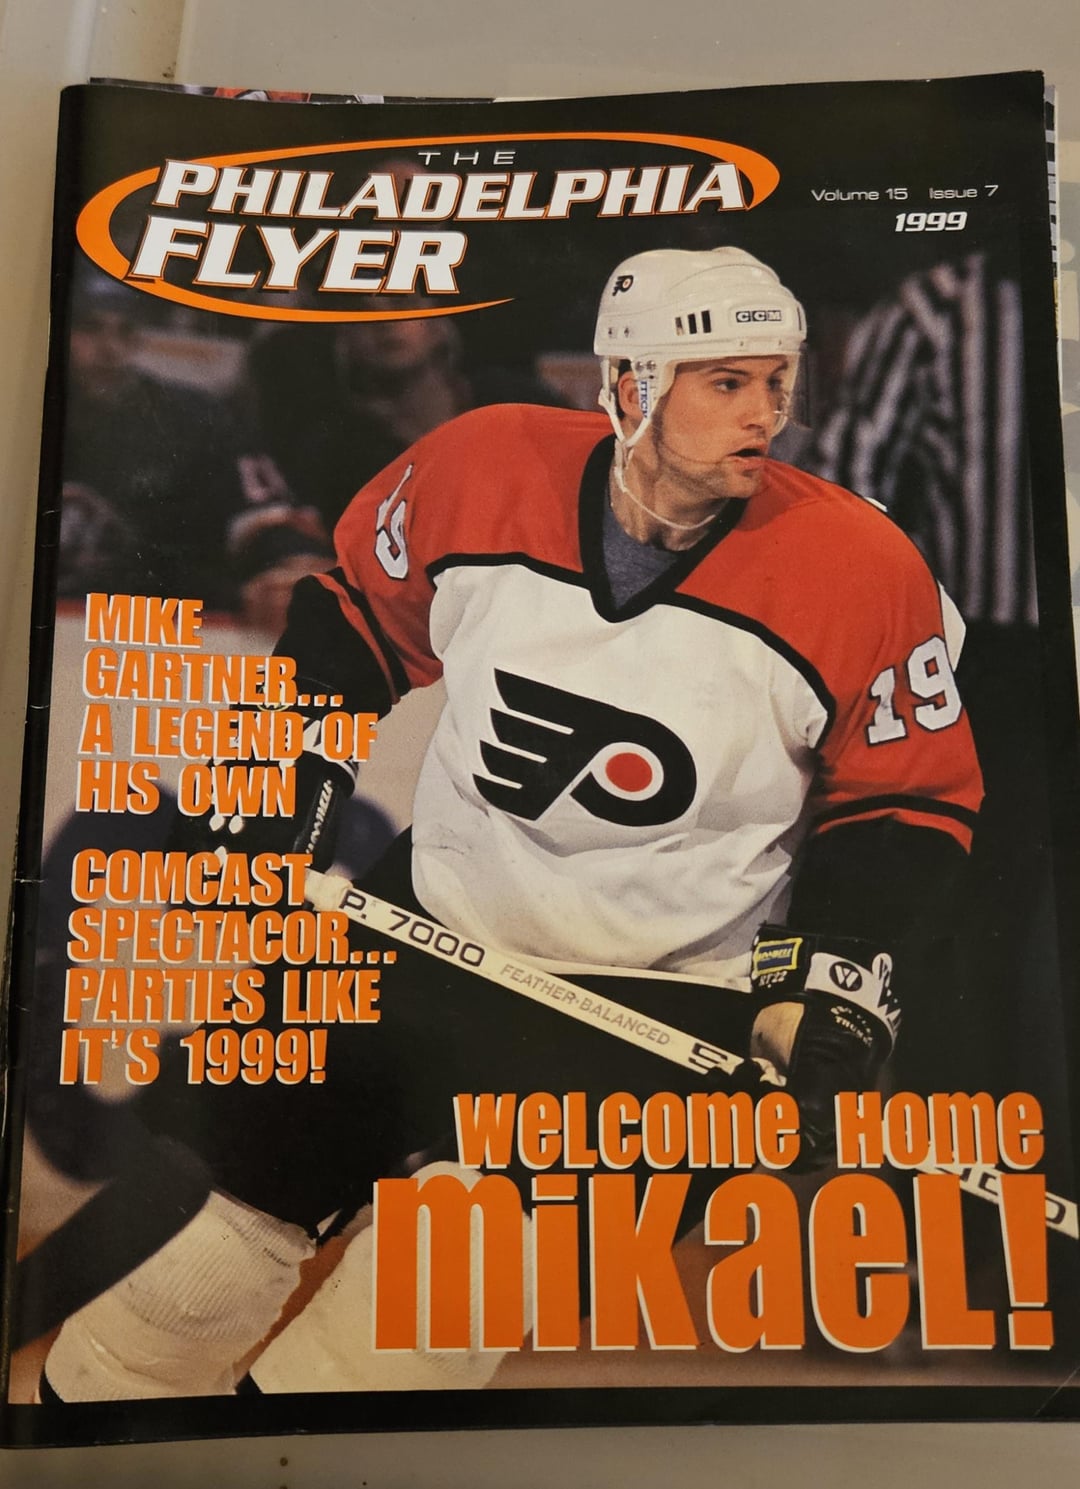 THE
PHILADELPHIA
FLYER
Volume 15 Issue 7
1999
CCM
19
19
MIKE
GARTNER...
A LEGEND OF
HIS OWN
COMCAST
SPECTACOR...
PARTIES LIKE
IT'S 1999!
P. 7000 FEATHER-BALANCED
WeLcome Home
mikaeL!